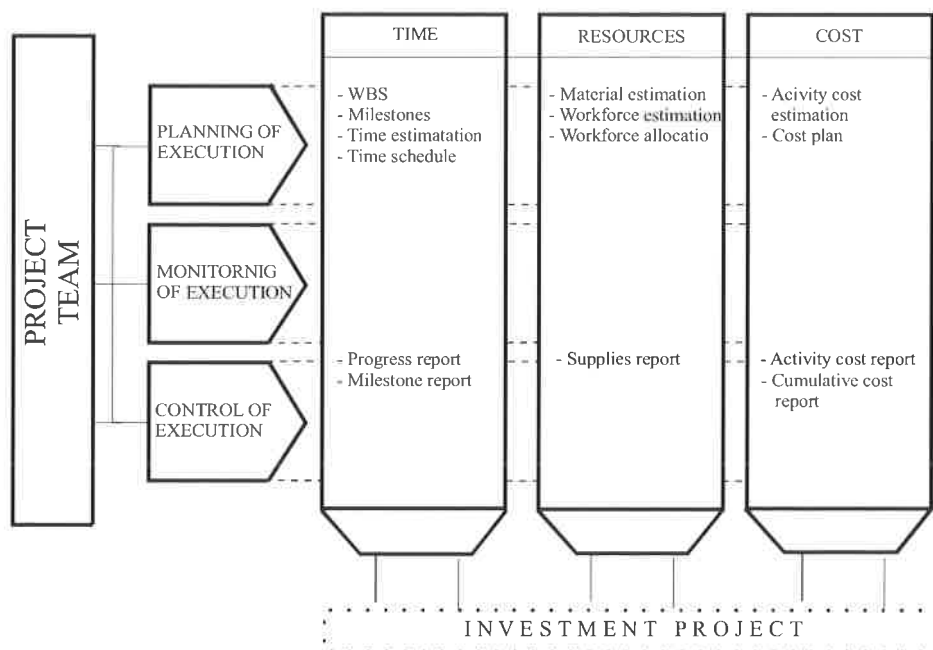 PROJECT
TEAM
PLANNING OF
EXECUTION
MONITORNIG
OF EXECUTION
CONTROL OF
EXECUTION
TIME
- WBS
- Milestones
- Time estimatation
- Time schedule
- Progress report
- Milestone report
RESOURCES
- Material estimation
- Workforce estimation
- Workforce allocatio
- Supplies report
COST
- Acivity cost
estimation
- Cost plan
- Activity cost report
- Cumulative cost
report
INVESTMENT PROJECT